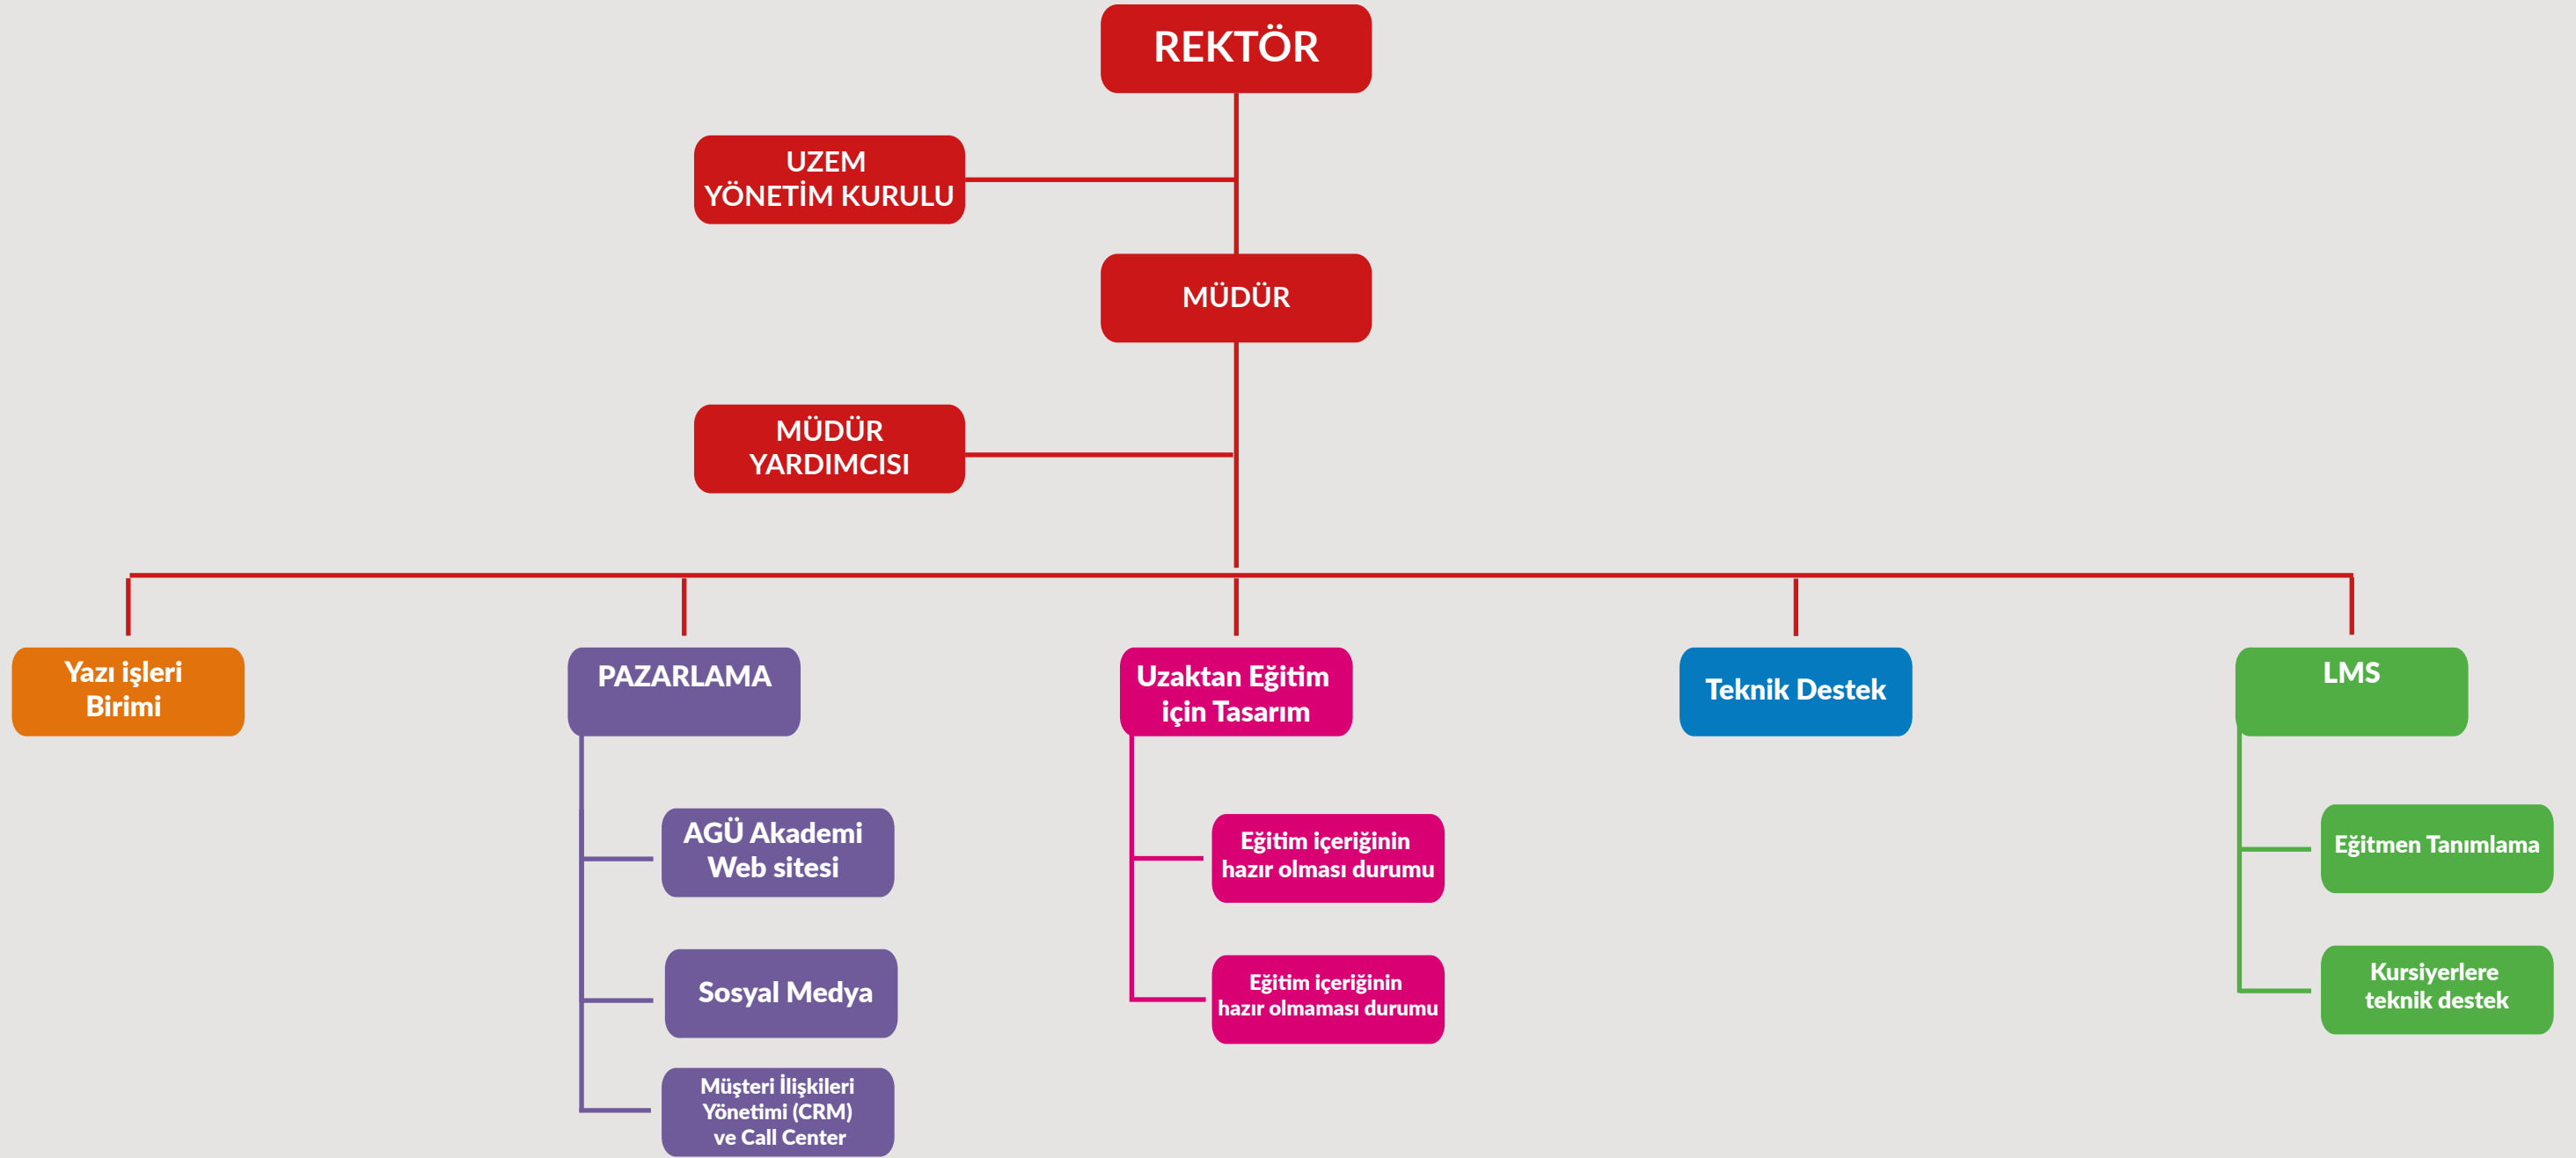 REKTÖR
UZEM
YÖNETİM KURULU
MÜDÜR
MÜDÜR
YARDIMCISI
Yazı işleri
Birimi
PAZARLAMA
AGÜ Akademi
Web sitesi
Sosyal Medya
Müşteri İlişkileri
Yönetimi (CRM)
ve Call Center
Uzaktan Eğitim
için Tasarım
Eğitim içeriğinin
hazır olması durumu
Eğitim içeriğinin
hazır olmaması durumu
Teknik Destek
LMS
Eğitmen Tanımlama
Kursiyerlere
teknik destek